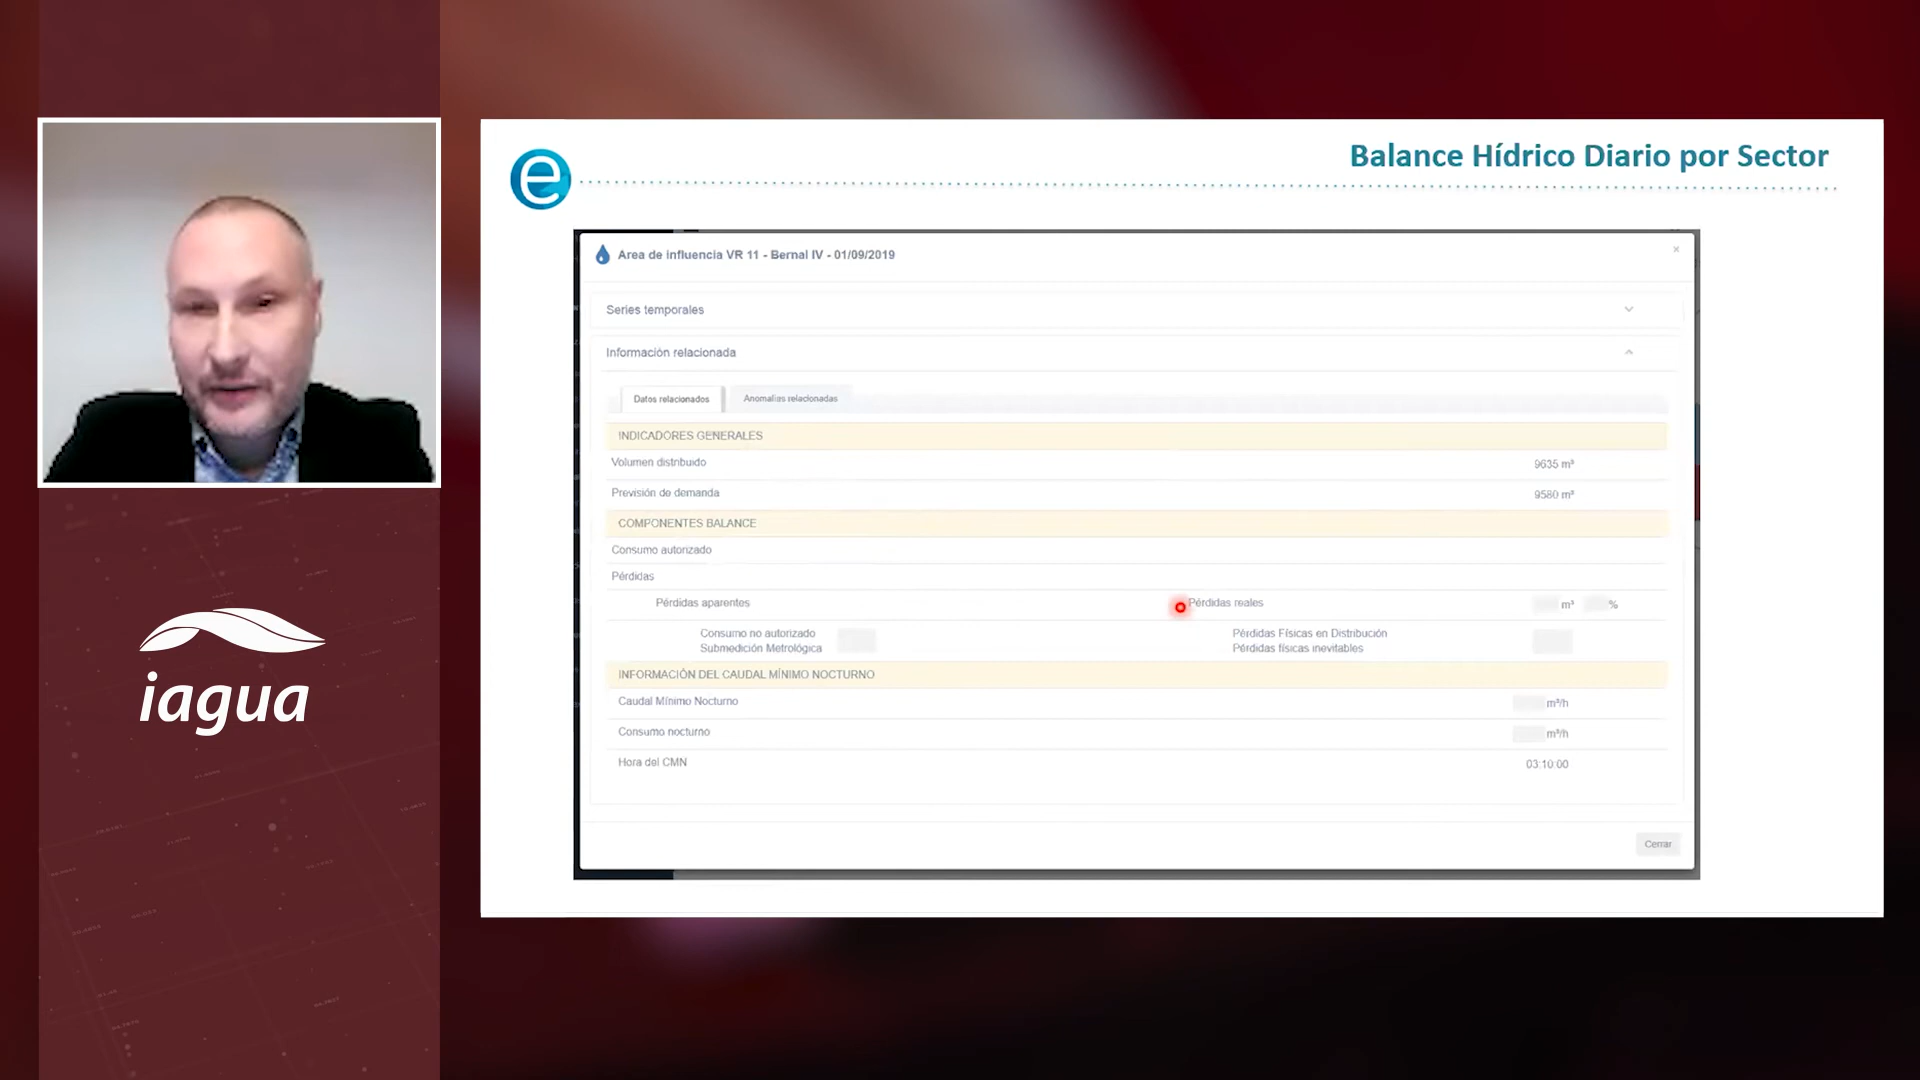 iagua
e
Balance Hídrico Diario por Sector
Area de influencia VR 11 - Bernal IV - 01/09/2019
×
Series temporales
Información relacionada
Datos relacionados
Anomalías relacionadas
INDICADORES GENERALES
Volumen distribuido 9635 m³
Previsión de demanda 9580 m³
COMPONENTES BALANCE
Consumo autorizado
Pérdidas
Pérdidas aparentes
Pérdidas reales m³ %
Consumo no autorizado
Submedición Metrológica
Pérdidas Físicas en Distribución
Pérdidas físicas inevitables
INFORMACIÓN DEL CAUDAL MÍNIMO NOCTURNO
Caudal Mínimo Nocturno m³/h
Consumo nocturno m³/h
Hora del CMN 03:10:00
Cerrar